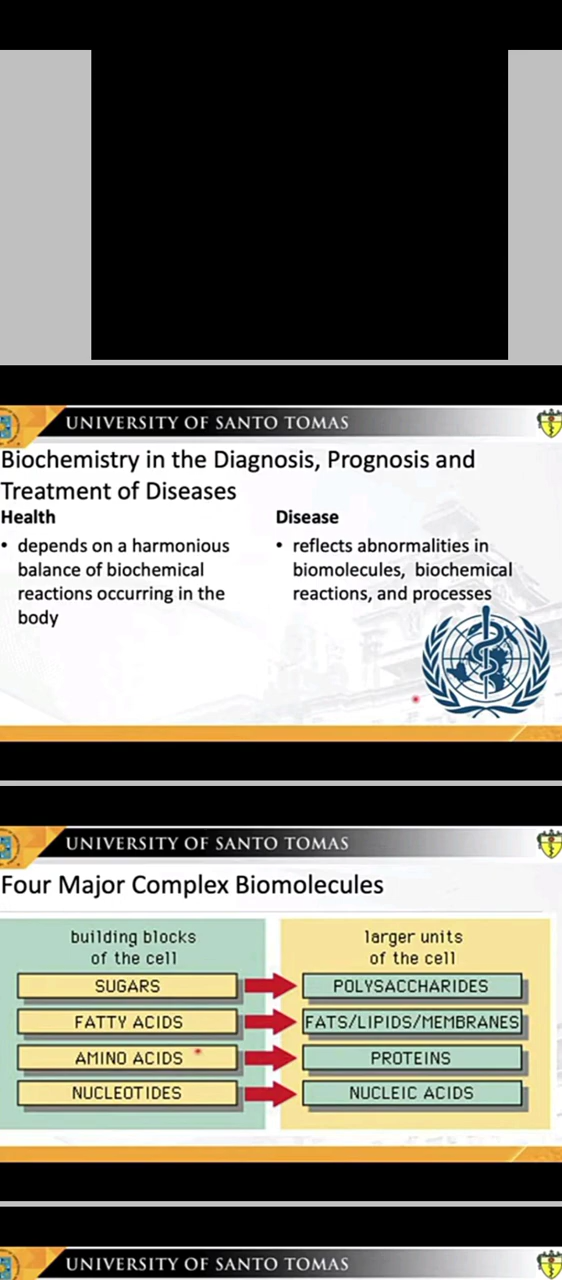 UNIVERSITY OF SANTO TOMAS
Biochemistry in the Diagnosis, Prognosis and
Treatment of Diseases
Health
• depends on a harmonious
balance of biochemical
reactions occurring in the
body
Disease
• reflects abnormalities in
biomolecules, biochemical
reactions, and processes
UNIVERSITY OF SANTO TOMAS
Four Major Complex Biomolecules
building blocks
of the cell
larger units
of the cell
SUGARS
POLYSACCHARIDES
FATTY ACIDS
FATS/LIPIDS/MEMBRANES
AMINO ACIDS
PROTEINS
NUCLEOTIDES
NUCLEIC ACIDS
UNIVERSITY OF SANTO TOMAS